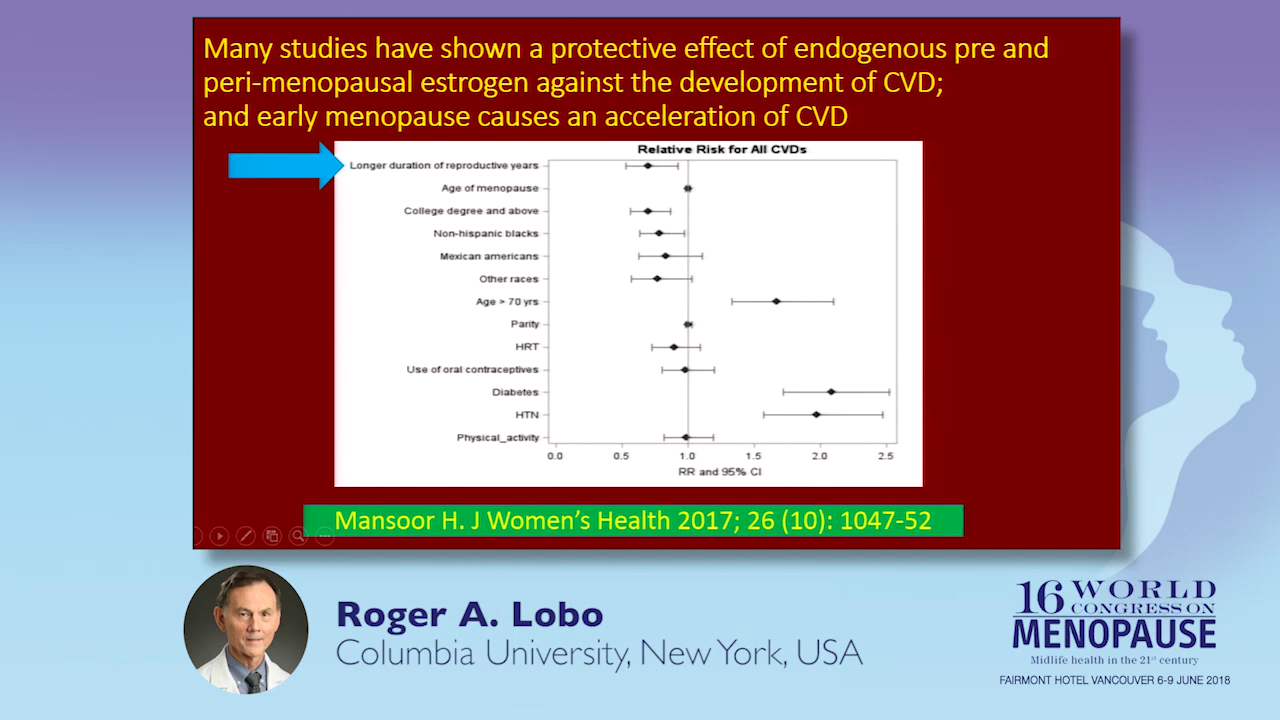 Many studies have shown a protective effect of endogenous pre and
peri-menopausal estrogen against the development of CVD;
and early menopause causes an acceleration of CVD
Relative Risk for All CVDs
Longer duration of reproductive years
Age of menopause
College degree and above
Non-hispanic blacks
Mexican americans
Other races
Age > 70 yrs
Parity
HRT
Use of oral contraceptives
Diabetes
HTN
Physical_activity
0.0 0.5 1.0 1.5 2.0 2.5
RR and 95% CI
Mansoor H. J Women's Health 2017; 26 (10): 1047-52
Roger A. Lobo
Columbia University, New York, USA
16 WORLD
CONGRESS ON
MENOPAUSE
Midlife health in the 21st century
FAIRMONT HOTEL VANCOUVER 6-9 JUNE 2018